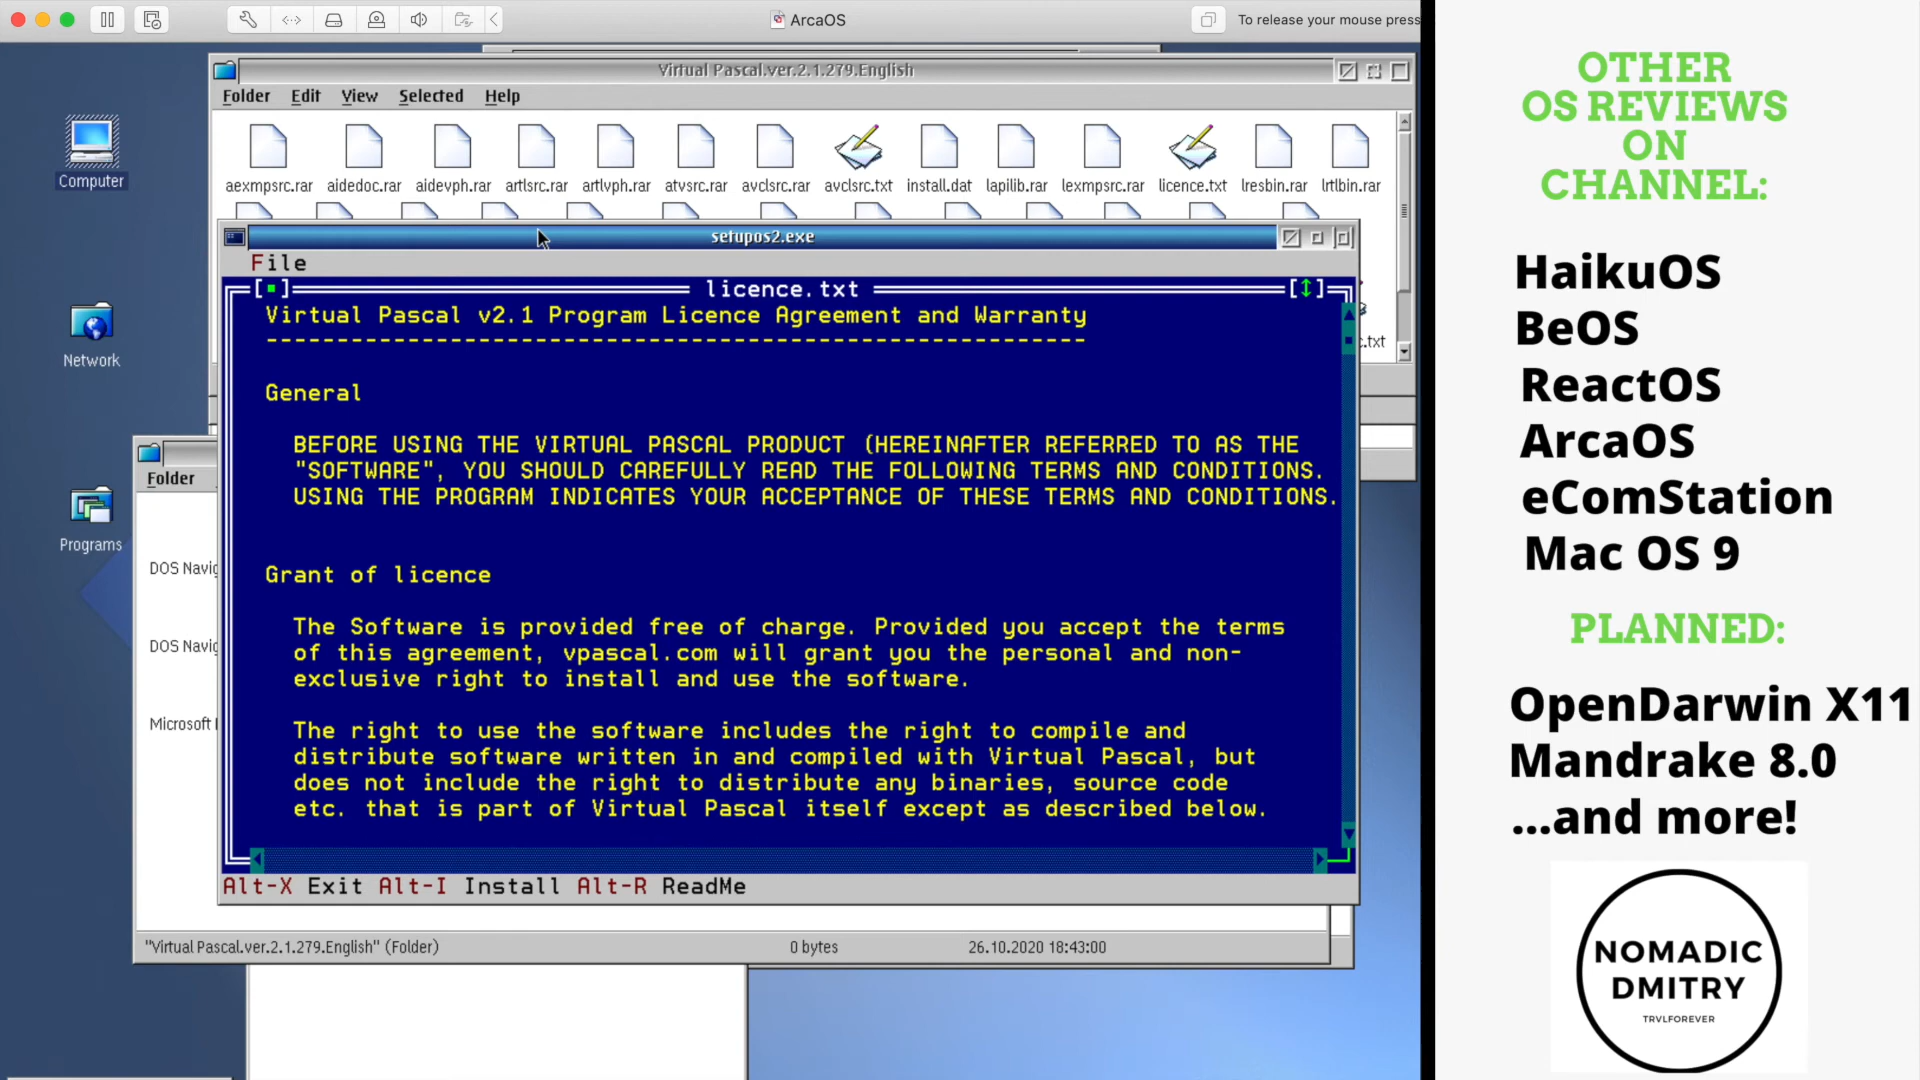 ArcaOS
To release your mouse press
Virtual Pascal.ver.2.1.279.English
Folder Edit View Selected Help
aexmpsrc.rar aidedoc.rar aidevph.rar artlsrc.rar artlvph.rar atvsrc.rar avclsrc.rar avclsrc.txt install.dat lapilib.rar lexmpsrc.rar licence.txt lresbin.rar lrtlbin.rar
Computer
setupos2.exe
File
licence.txt
Virtual Pascal v2.1 Program Licence Agreement and Warranty
----------------------------------------------------------
General
BEFORE USING THE VIRTUAL PASCAL PRODUCT (HEREINAFTER REFERRED TO AS THE
"SOFTWARE", YOU SHOULD CAREFULLY READ THE FOLLOWING TERMS AND CONDITIONS.
USING THE PROGRAM INDICATES YOUR ACCEPTANCE OF THESE TERMS AND CONDITIONS.
Grant of licence
The Software is provided free of charge. Provided you accept the terms
of this agreement, vpascal.com will grant you the personal and non-
exclusive right to install and use the software.
The right to use the software includes the right to compile and
distribute software written in and compiled with Virtual Pascal, but
does not include the right to distribute any binaries, source code
etc. that is part of Virtual Pascal itself except as described below.
Alt-X Exit Alt-I Install Alt-R ReadMe
c.txt
Network
Programs
Folder
DOS Navig
DOS Navig
Microsoft
"Virtual Pascal.ver.2.1.279.English" (Folder) 0 bytes 26.10.2020 18:43:00
OTHER
OS REVIEWS
ON
CHANNEL:
HaikuOS
BeOS
ReactOS
ArcaOS
eComStation
Mac OS 9
PLANNED:
OpenDarwin X11
Mandrake 8.0
...and more!
NOMADIC
DMITRY
TRVLFOREVER